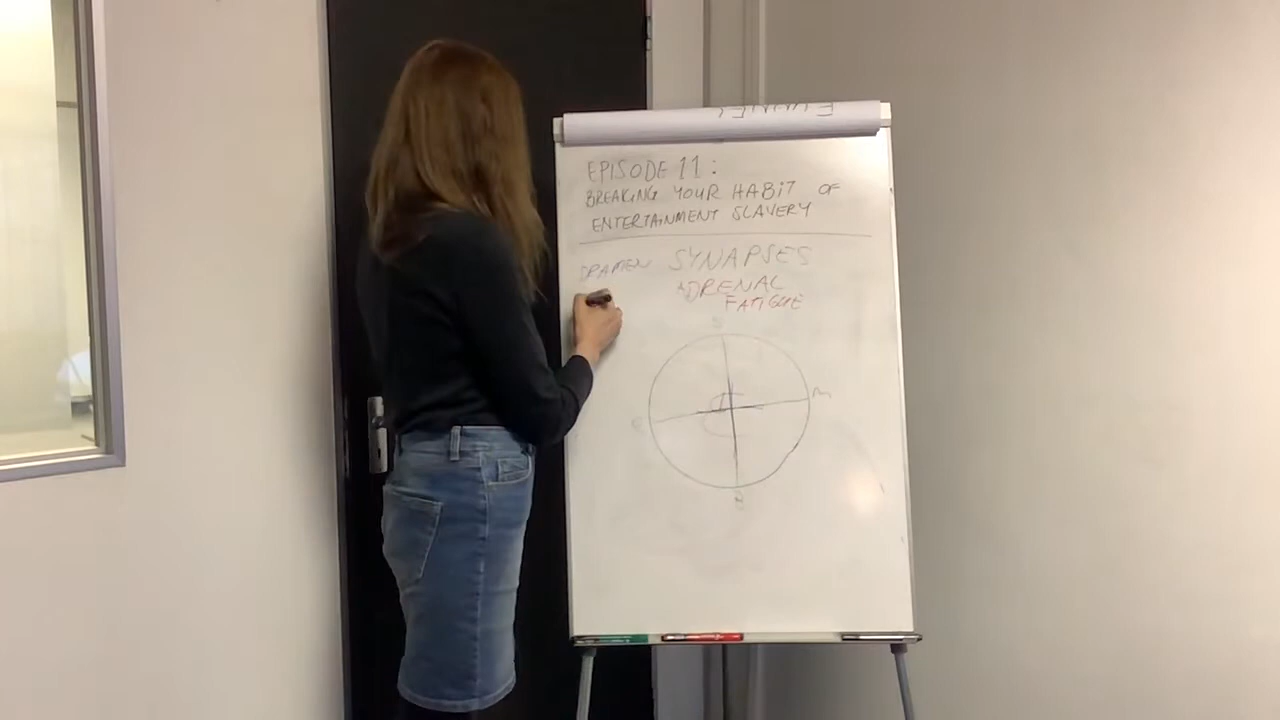 EPISODE 11:
BREAKING YOUR HABIT OF
ENTERTAINMENT SLAVERY
SYNAPSES
ADRENAL
FATIGUE